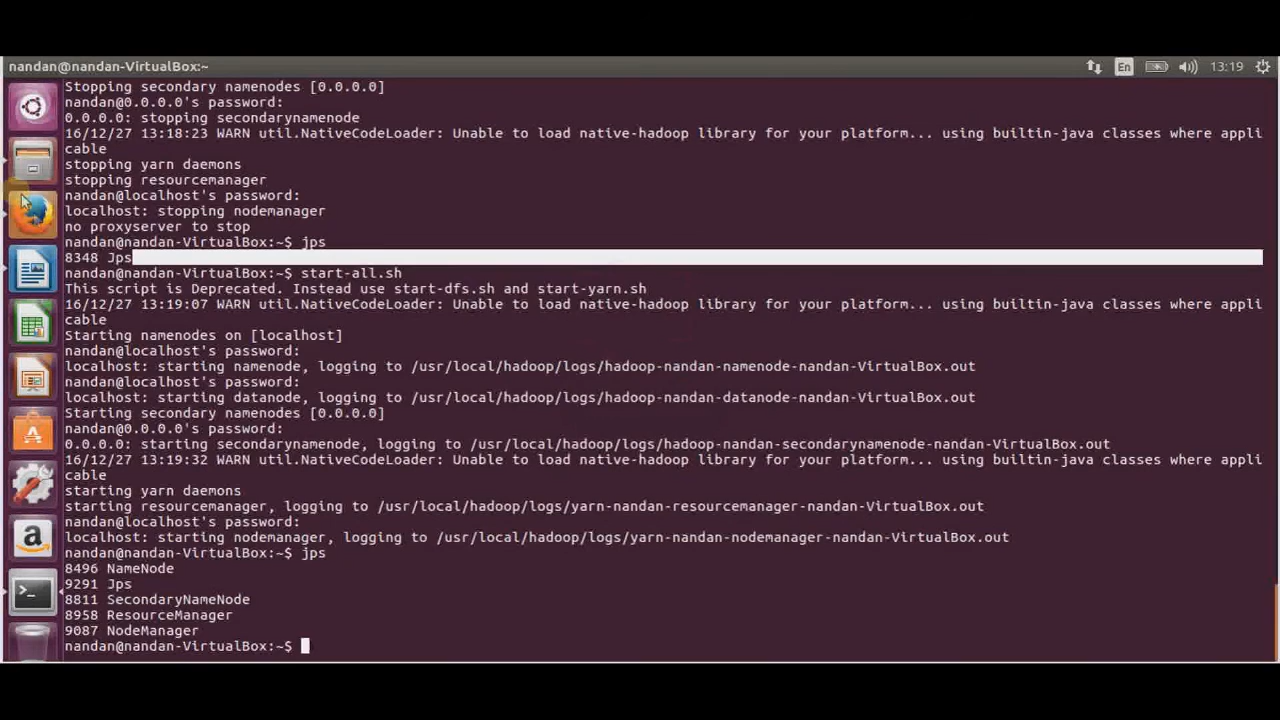 nandan@nandan-VirtualBox:~
En
13:19
Stopping secondary namenodes [0.0.0.0]
nandan@0.0.0.0's password:
0.0.0.0: stopping secondarynamenode
16/12/27 13:18:23 WARN util.NativeCodeLoader: Unable to load native-hadoop library for your platform... using builtin-java classes where appli
cable
stopping yarn daemons
stopping resourcemanager
nandan@localhost's password:
localhost: stopping nodemanager
no proxyserver to stop
nandan@nandan-VirtualBox:~$ jps
8348 Jps
nandan@nandan-VirtualBox:~$ start-all.sh
This script is Deprecated. Instead use start-dfs.sh and start-yarn.sh
16/12/27 13:19:07 WARN util.NativeCodeLoader: Unable to load native-hadoop library for your platform... using builtin-java classes where appli
cable
Starting namenodes on [localhost]
nandan@localhost's password:
localhost: starting namenode, logging to /usr/local/hadoop/logs/hadoop-nandan-namenode-nandan-VirtualBox.out
nandan@localhost's password:
localhost: starting datanode, logging to /usr/local/hadoop/logs/hadoop-nandan-datanode-nandan-VirtualBox.out
Starting secondary namenodes [0.0.0.0]
nandan@0.0.0.0's password:
0.0.0.0: starting secondarynamenode, logging to /usr/local/hadoop/logs/hadoop-nandan-secondarynamenode-nandan-VirtualBox.out
16/12/27 13:19:32 WARN util.NativeCodeLoader: Unable to load native-hadoop library for your platform... using builtin-java classes where appli
cable
starting yarn daemons
starting resourcemanager, logging to /usr/local/hadoop/logs/yarn-nandan-resourcemanager-nandan-VirtualBox.out
nandan@localhost's password:
localhost: starting nodemanager, logging to /usr/local/hadoop/logs/yarn-nandan-nodemanager-nandan-VirtualBox.out
nandan@nandan-VirtualBox:~$ jps
8496 NameNode
9291 Jps
8811 SecondaryNameNode
8958 ResourceManager
9087 NodeManager
nandan@nandan-VirtualBox:~$